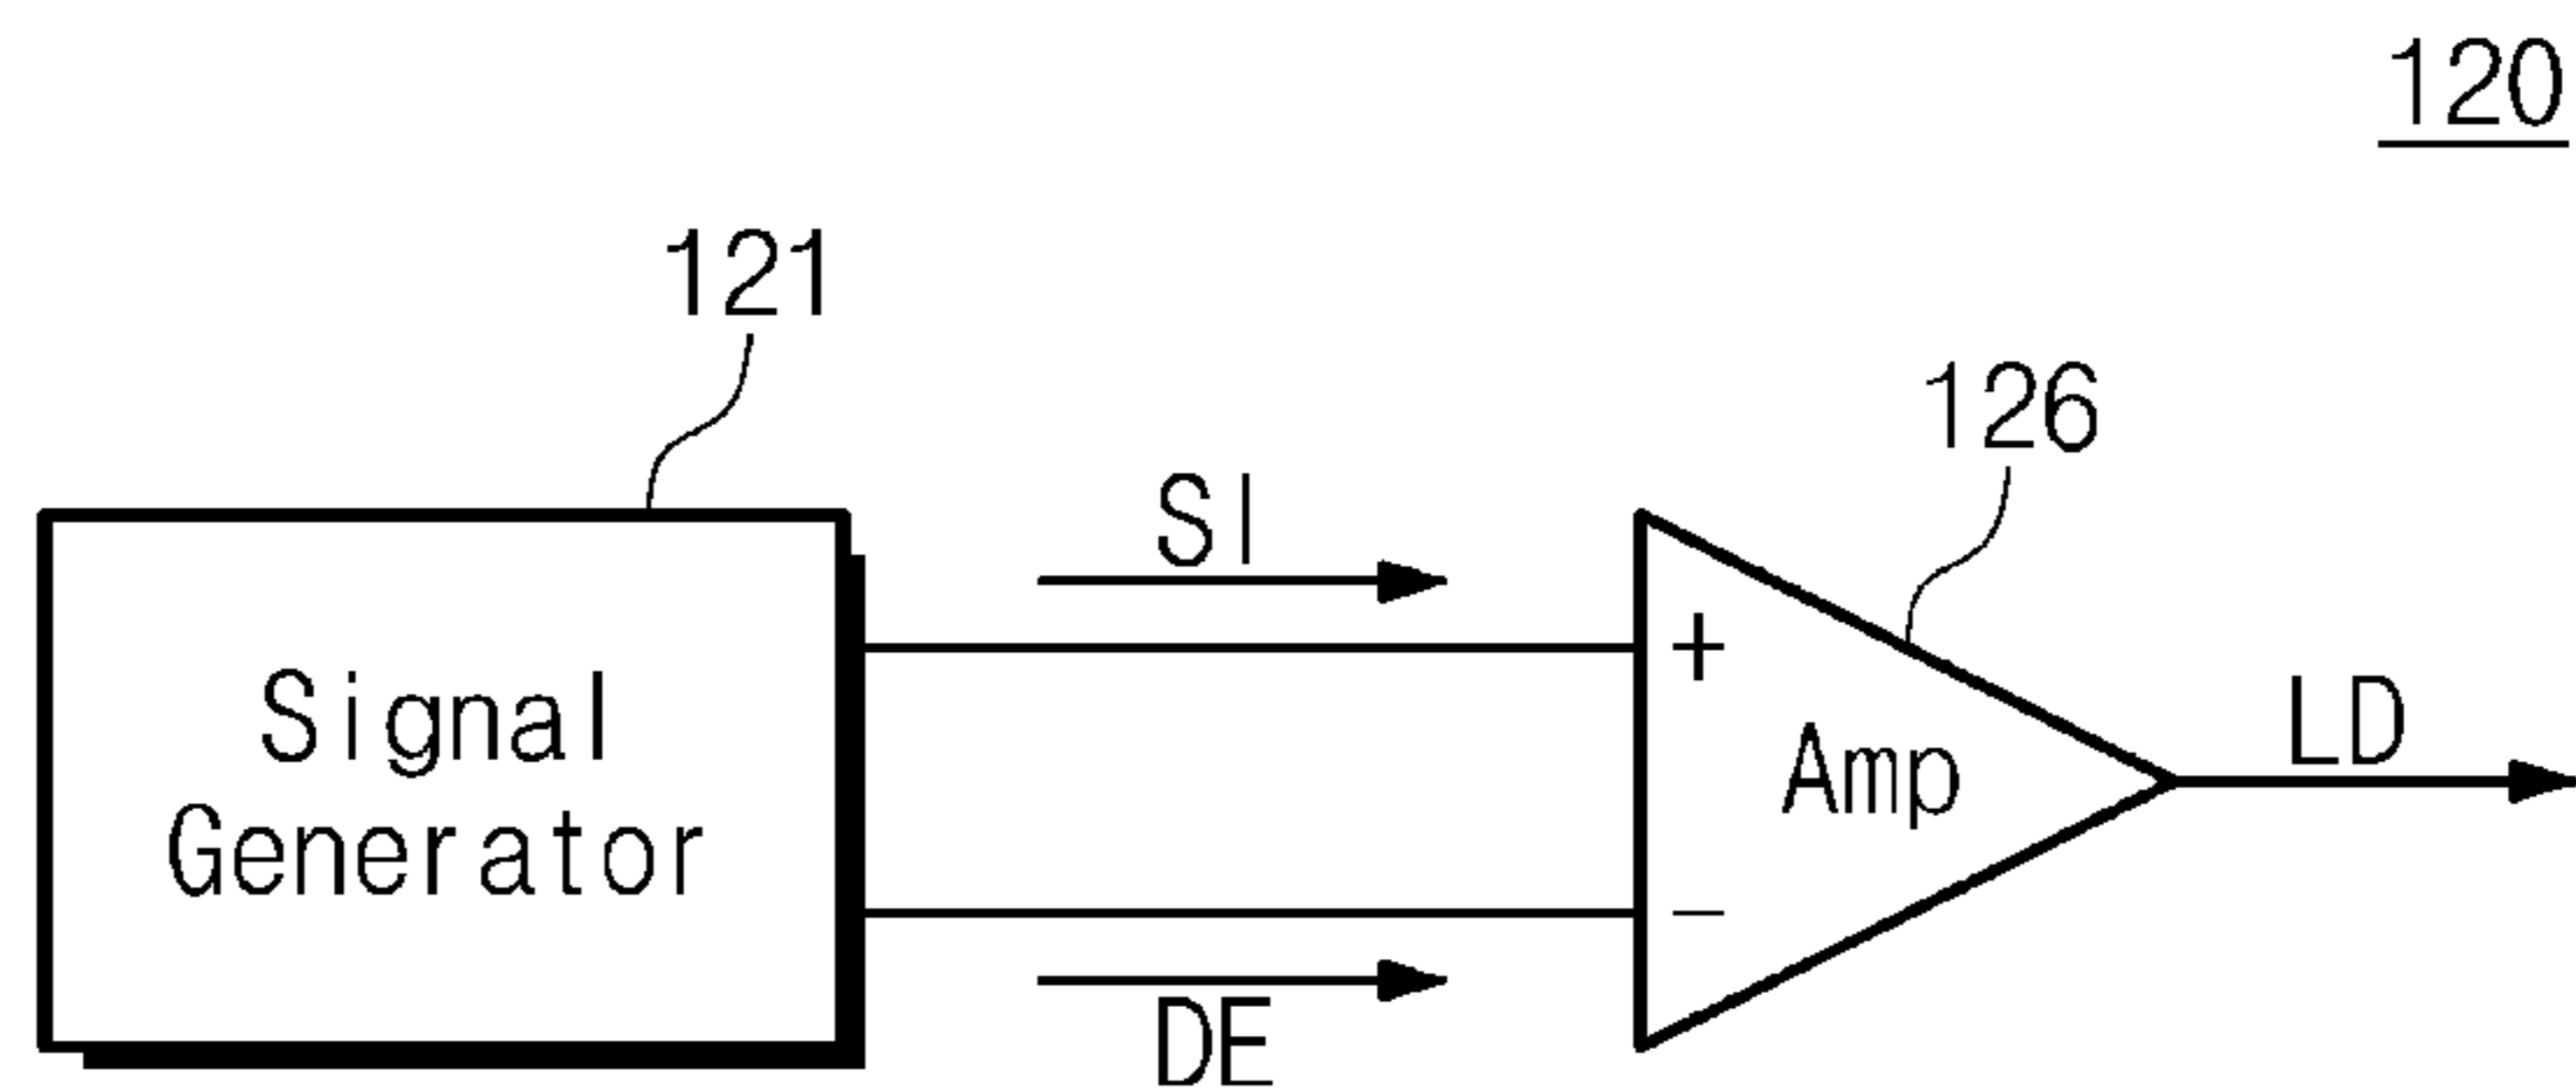 120
121
126
SI
+
Signal
Generator
Amp
LD
-
DE